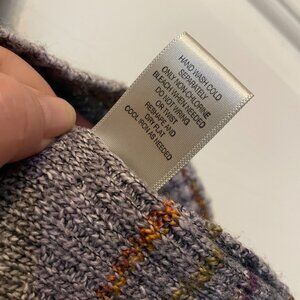 HAND WASH COLD
SEPARATELY
ONLY NON-CHLORINE
BLEACH WHEN NEEDED
DO NOT WRING
OR TWIST
RESHAPE AND
DRY FLAT
COOL IRON AS NEEDED